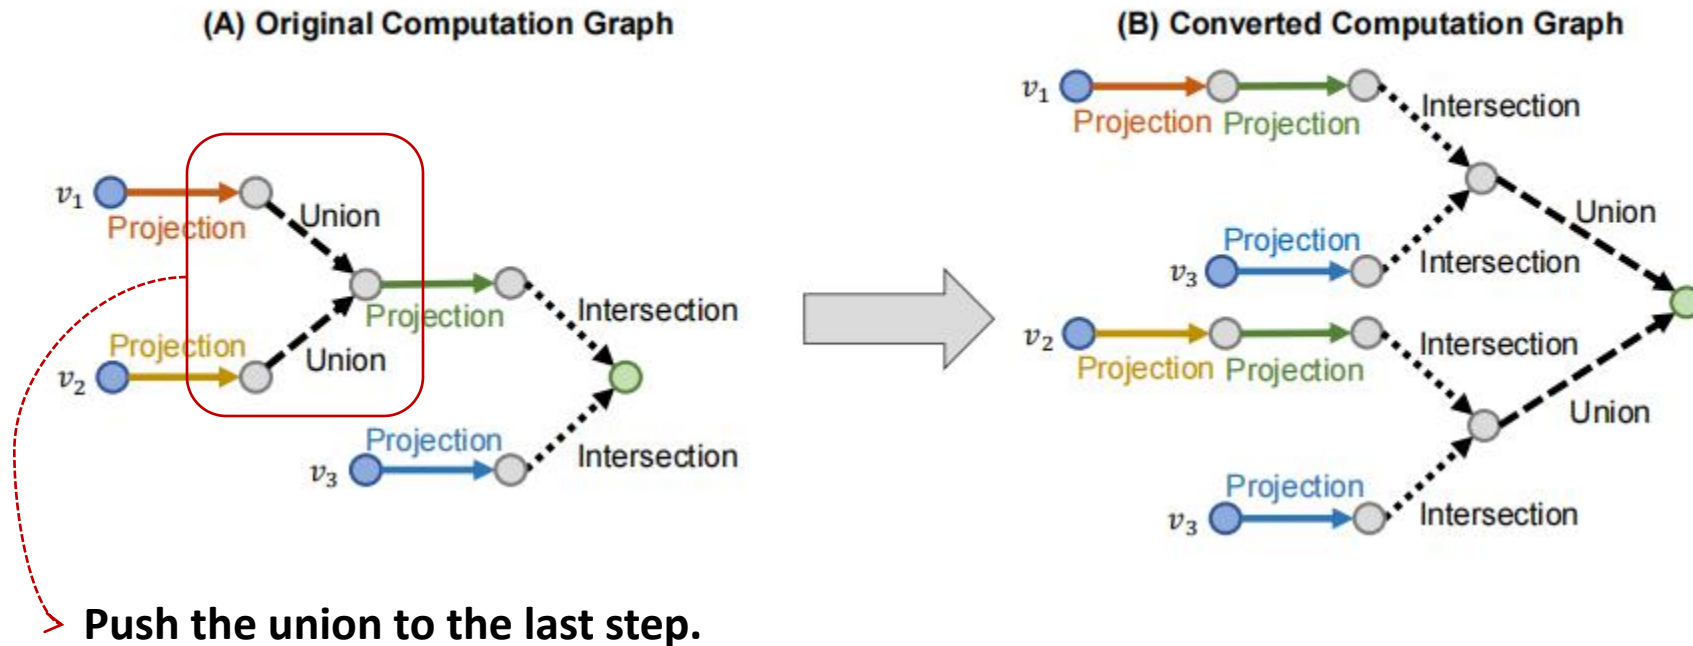 (A) Original Computation Graph
v₁
Projection
Union
v₂
Projection
Union
Projection
Intersection
v₃
Projection
Intersection
(B) Converted Computation Graph
v₁
Projection
Projection
Intersection
v₃
Projection
Intersection
Union
v₂
Projection
Projection
Intersection
v₃
Projection
Intersection
Union
Push the union to the last step.